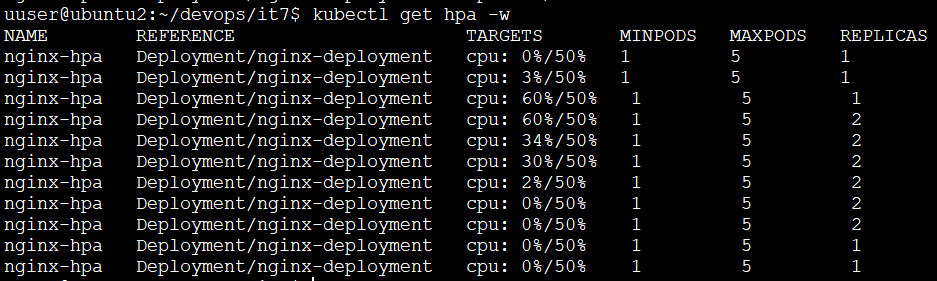 uuser@ubuntu2:~/devops/it7$ kubectl get hpa -w
NAME REFERENCE TARGETS MINPODS MAXPODS REPLICAS
nginx-hpa Deployment/nginx-deployment cpu: 0%/50% 1 5 1
nginx-hpa Deployment/nginx-deployment cpu: 3%/50% 1 5 1
nginx-hpa Deployment/nginx-deployment cpu: 60%/50% 1 5 1
nginx-hpa Deployment/nginx-deployment cpu: 60%/50% 1 5 2
nginx-hpa Deployment/nginx-deployment cpu: 34%/50% 1 5 2
nginx-hpa Deployment/nginx-deployment cpu: 30%/50% 1 5 2
nginx-hpa Deployment/nginx-deployment cpu: 2%/50% 1 5 2
nginx-hpa Deployment/nginx-deployment cpu: 0%/50% 1 5 2
nginx-hpa Deployment/nginx-deployment cpu: 0%/50% 1 5 2
nginx-hpa Deployment/nginx-deployment cpu: 0%/50% 1 5 1
nginx-hpa Deployment/nginx-deployment cpu: 0%/50% 1 5 1